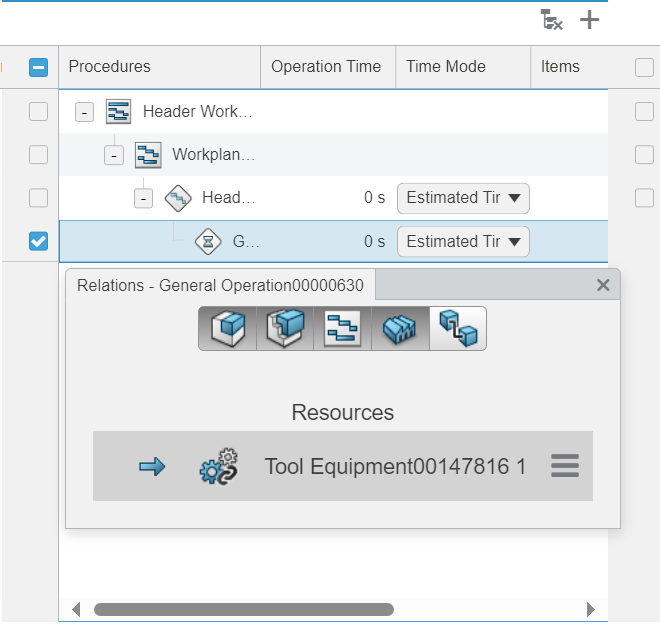 Procedures Operation Time Time Mode Items
- Header Work...
- Workplan...
- Head... 0 s Estimated Tir
G... 0 s Estimated Tir
Relations - General Operation00000630
Resources
Tool Equipment00147816 1